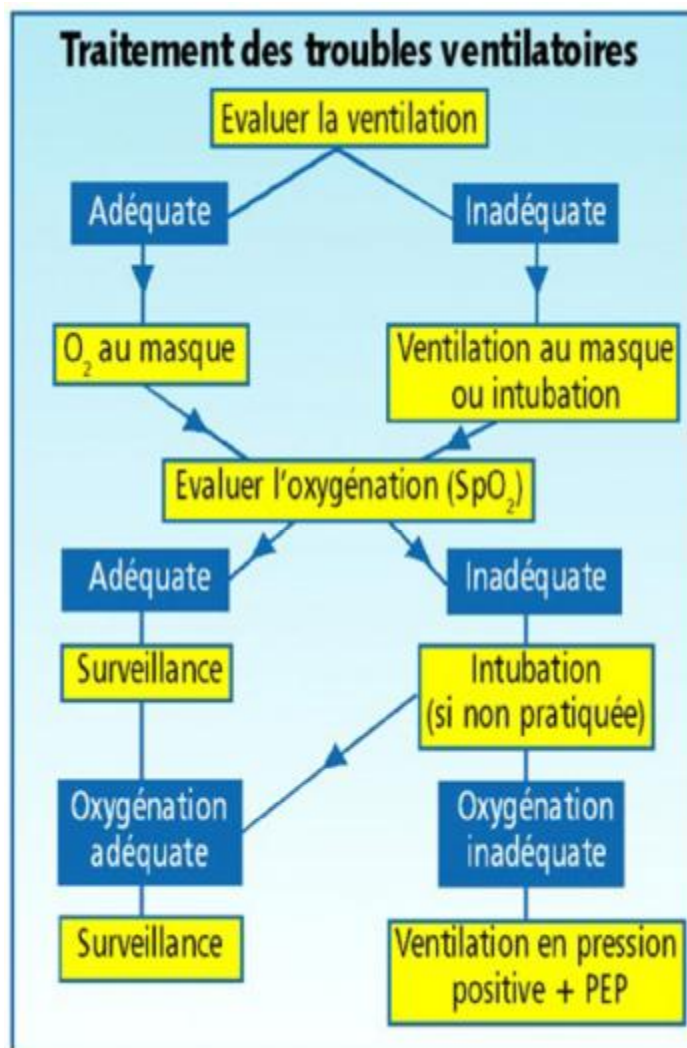 Traitement des troubles ventilatoires
Evaluer la ventilation
Adéquate
Inadéquate
O₂ au masque
Ventilation au masque
ou intubation
Evaluer l'oxygénation (SpO₂)
Adéquate
Inadéquate
Surveillance
Intubation
(si non pratiquée)
Oxygénation
adéquate
Oxygénation
inadéquate
Surveillance
Ventilation en pression
positive + PEP